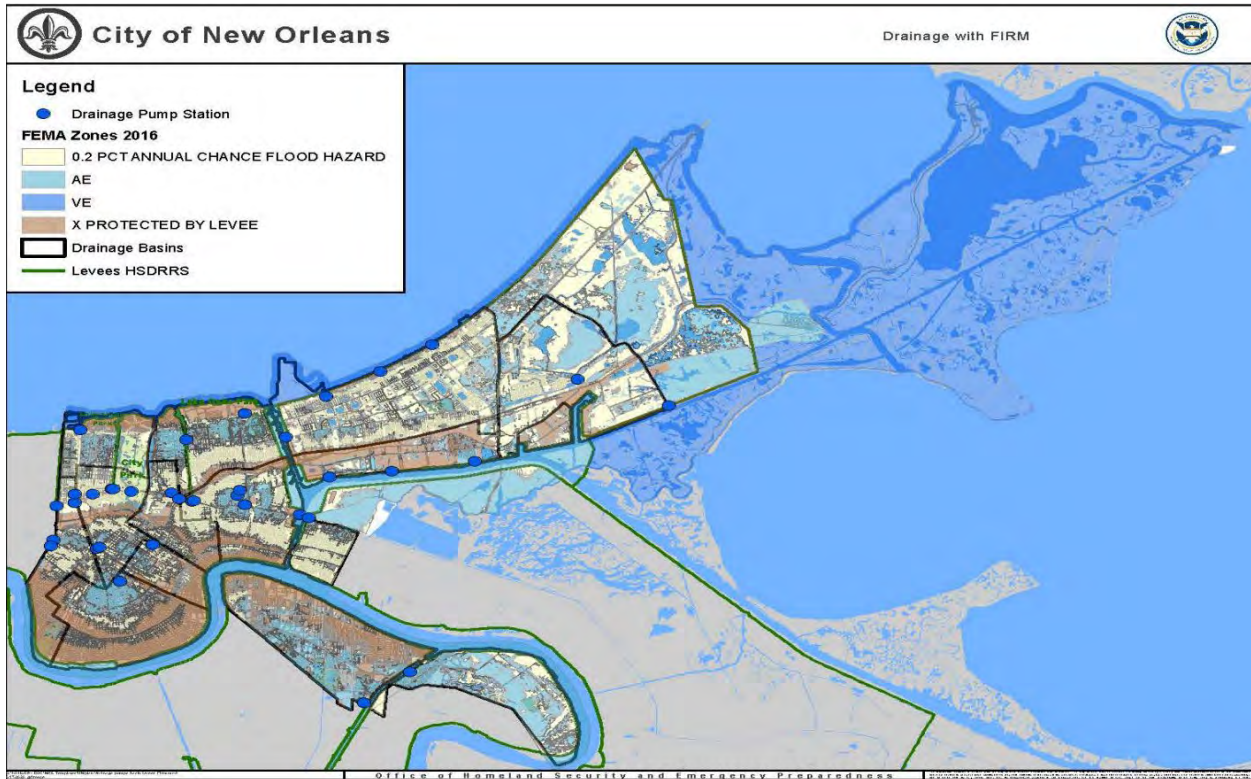 City of New Orleans
Drainage with FIRM
Legend
Drainage Pump Station
FEMA Zones 2016
0.2 PCT ANNUAL CHANCE FLOOD HAZARD
AE
VE
X PROTECTED BY LEVEE
Drainage Basins
Levees HSDRRS
Office of Homeland Security and Emergency Preparedness